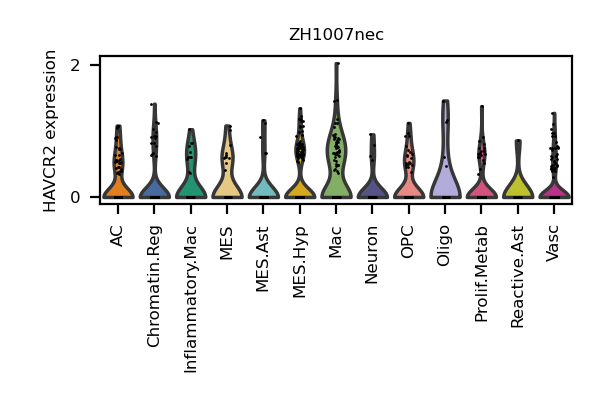 ZH1007nec
HAVCR2 expression
2
0
AC
Chromatin.Reg
Inflammatory.Mac
MES
MES.Ast
MES.Hyp
Mac
Neuron
OPC
Oligo
Prolif.Metab
Reactive.Ast
Vasc